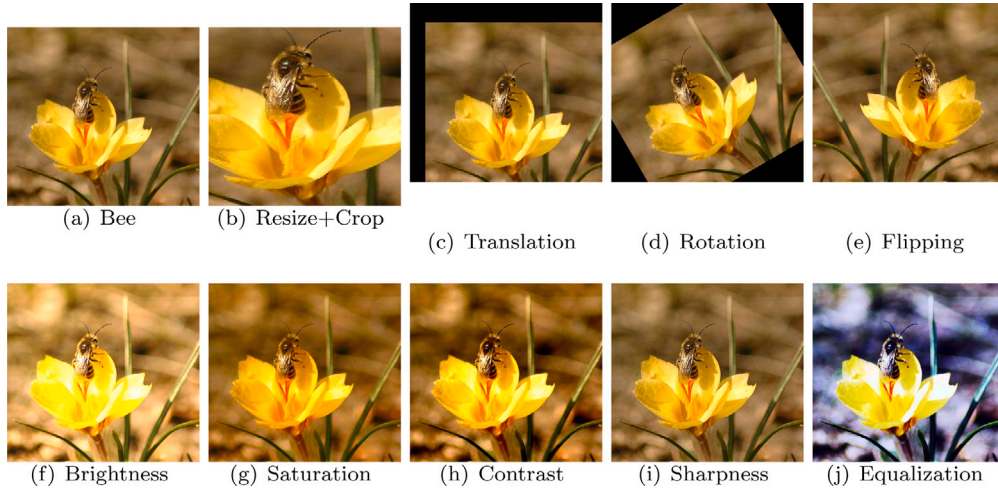 (a) Bee
(b) Resize+Crop
(c) Translation
(d) Rotation
(e) Flipping
(f) Brightness
(g) Saturation
(h) Contrast
(i) Sharpness
(j) Equalization